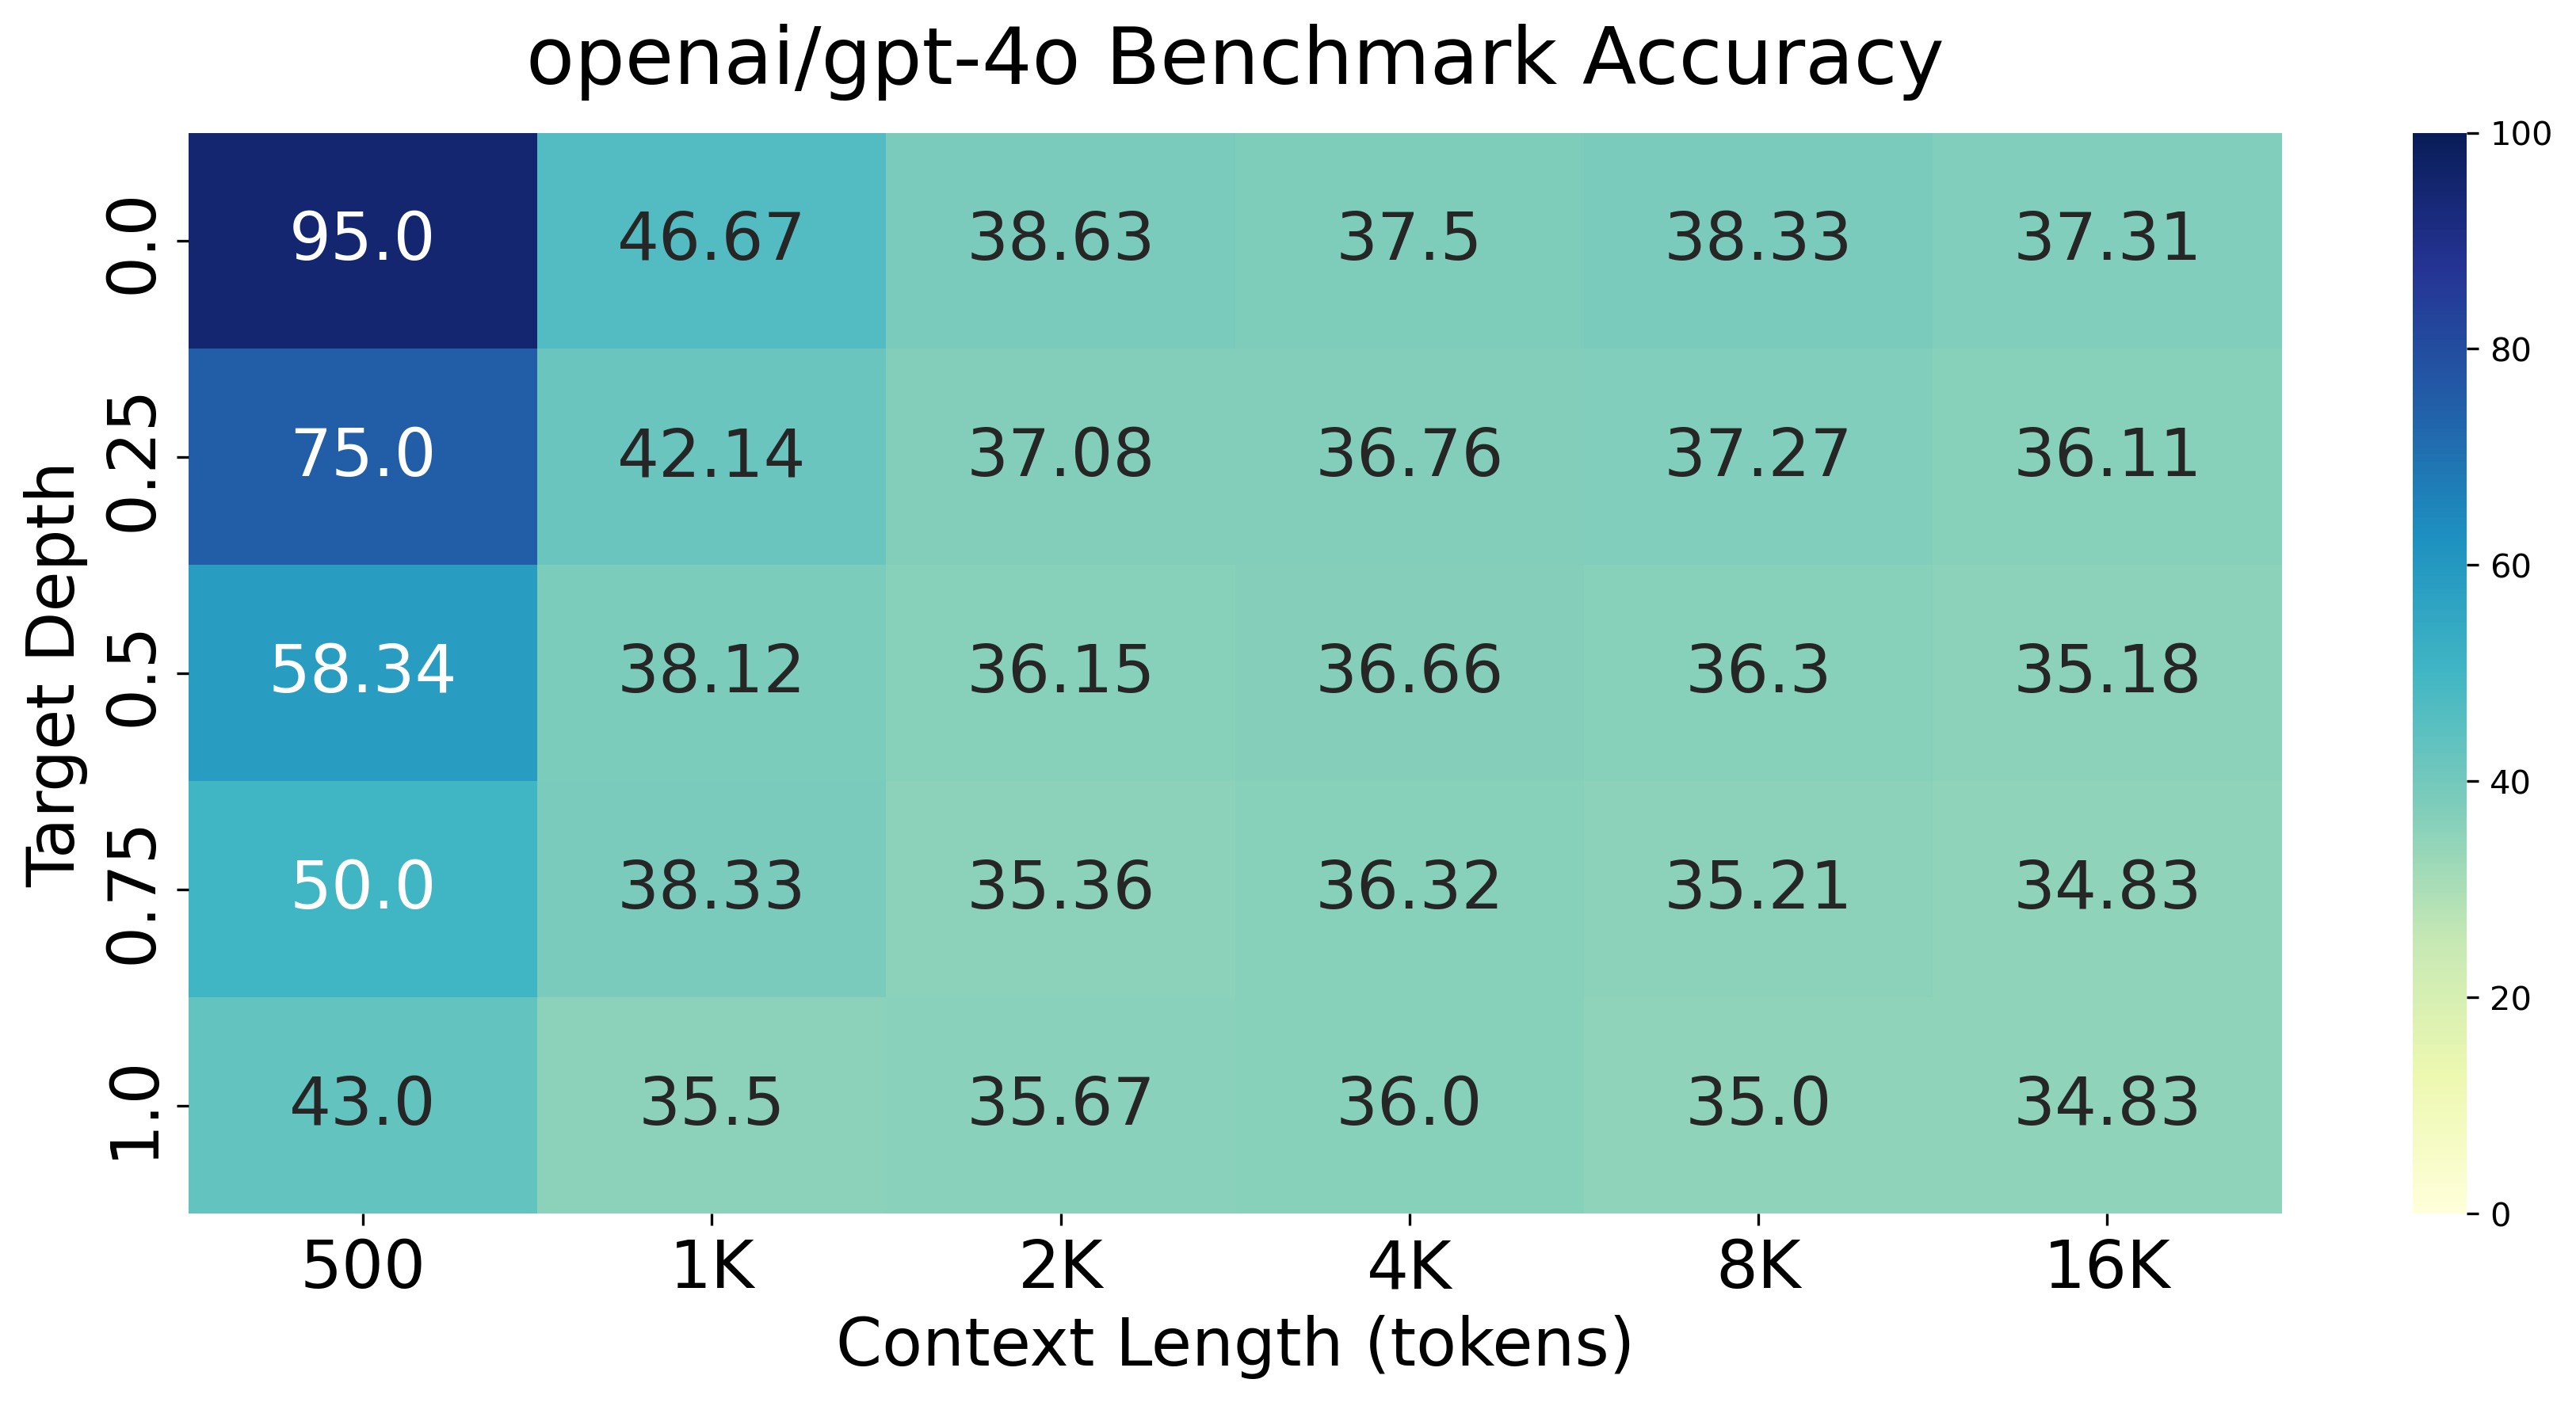 openai/gpt-4o Benchmark Accuracy
Target Depth
0.0 95.0 46.67 38.63 37.5 38.33 37.31
0.25 75.0 42.14 37.08 36.76 37.27 36.11
0.5 58.34 38.12 36.15 36.66 36.3 35.18
0.75 50.0 38.33 35.36 36.32 35.21 34.83
1.0 43.0 35.5 35.67 36.0 35.0 34.83
500 1K 2K 4K 8K 16K
Context Length (tokens)
100
80
60
40
20
0